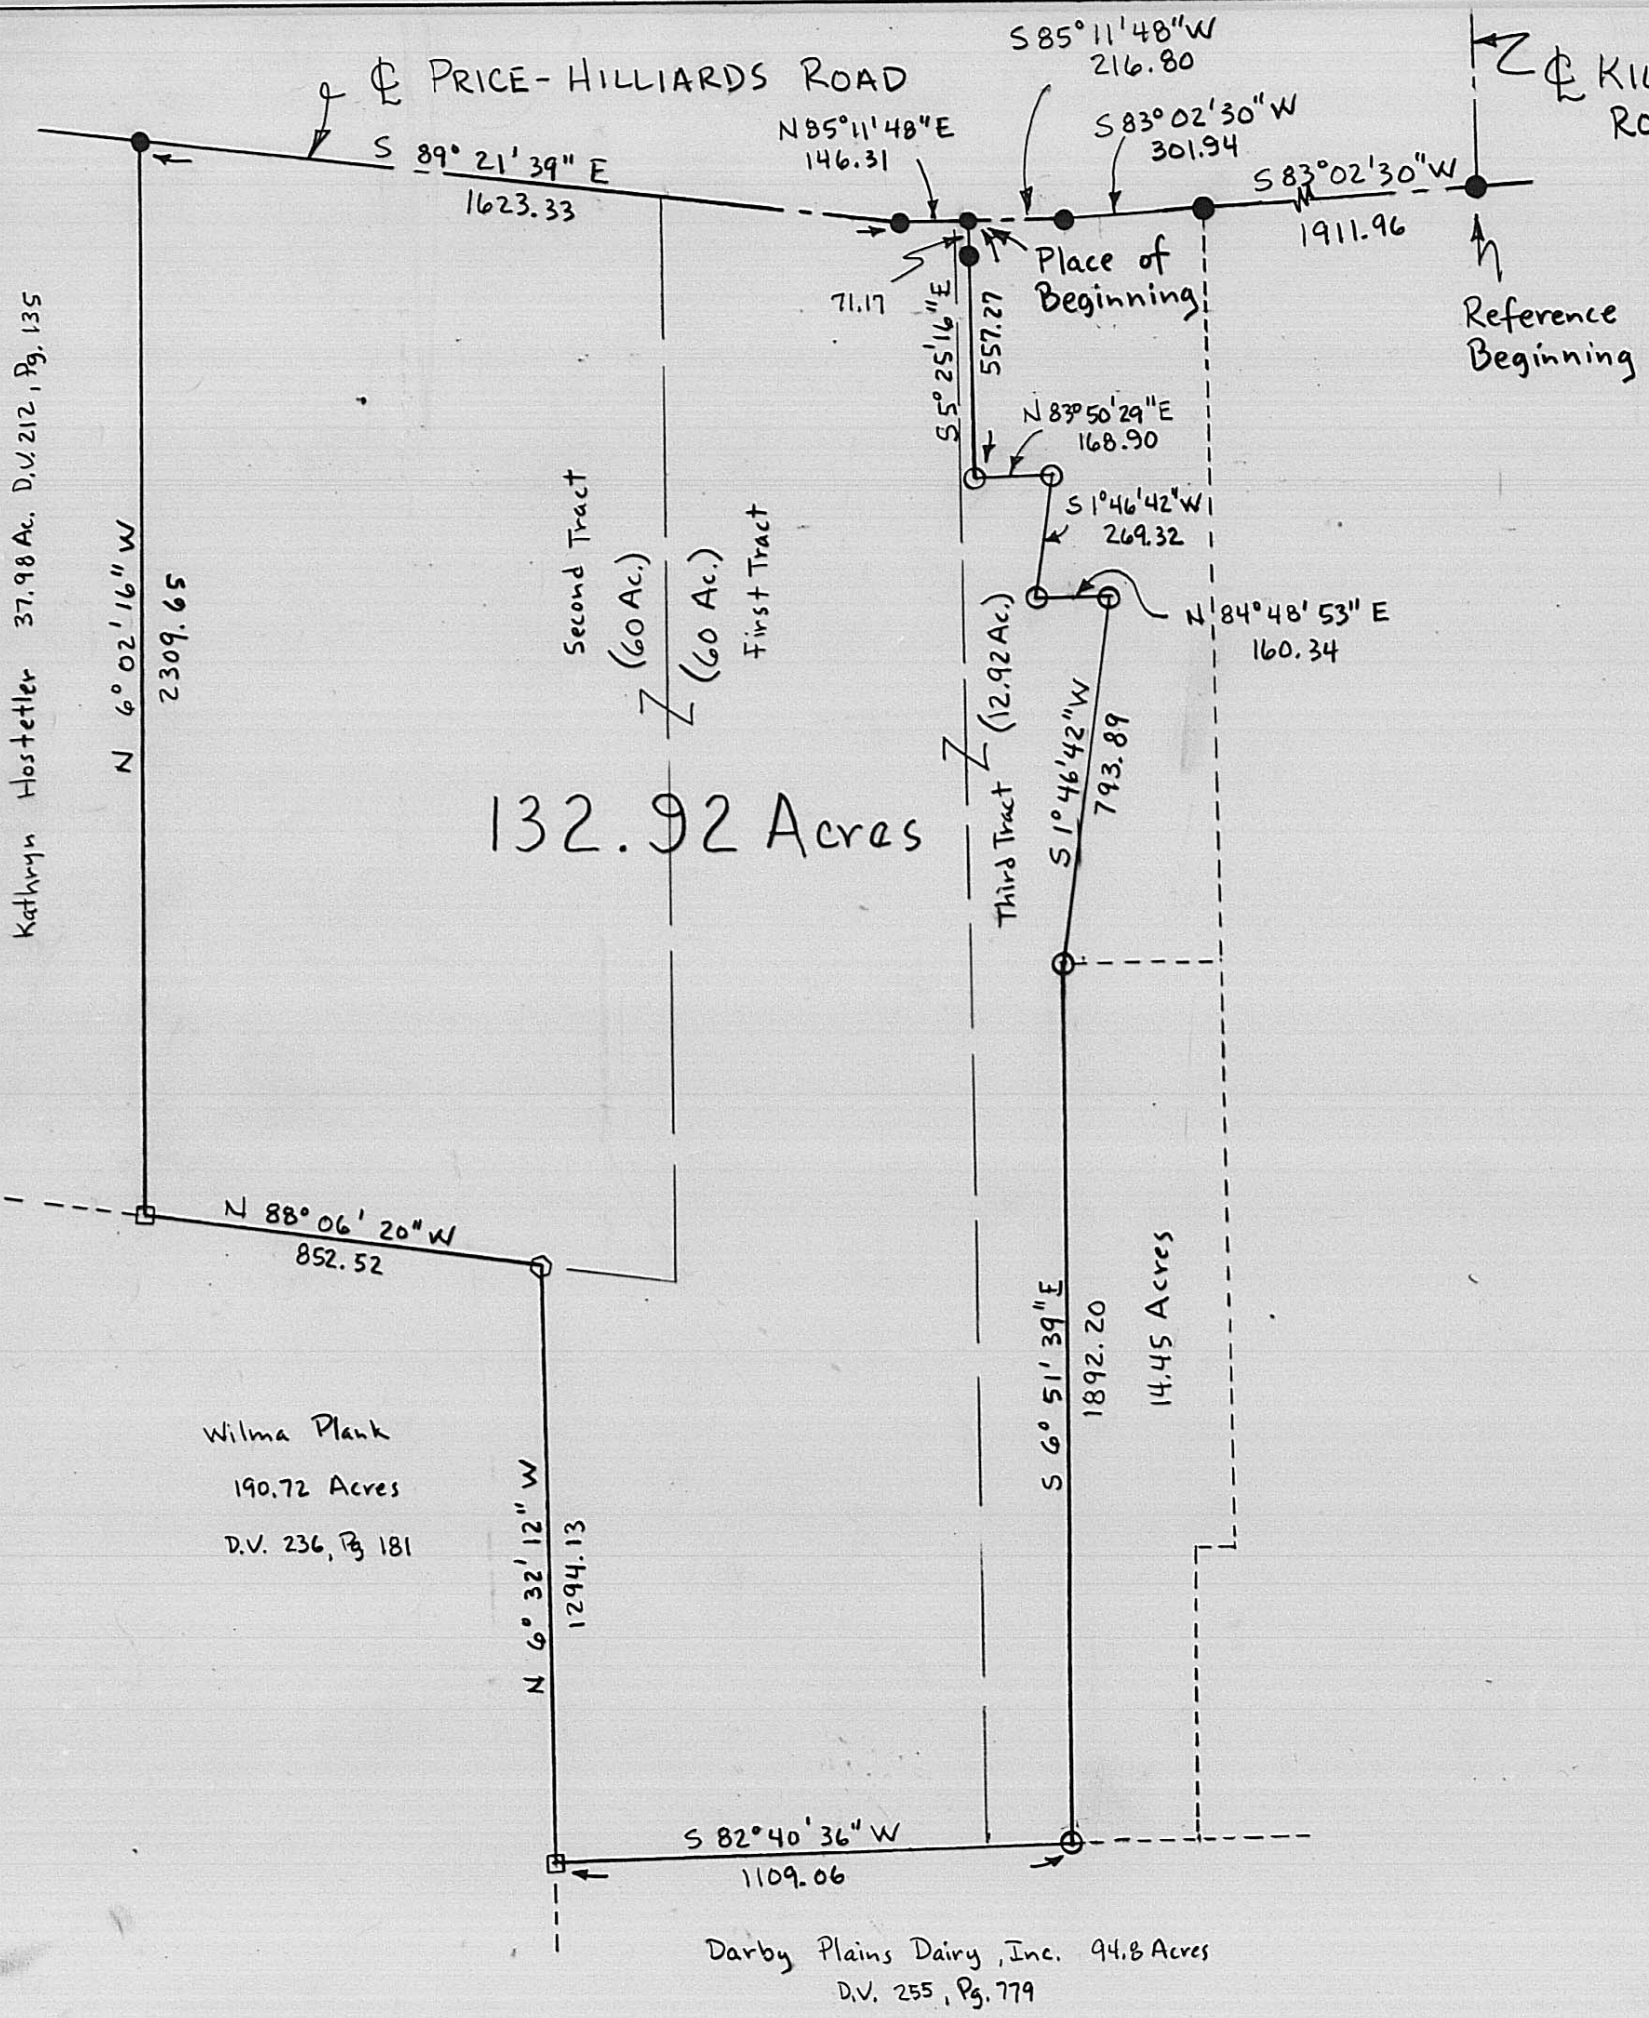 S 85° 11' 48" W
216.80
℄ PRICE-HILLIARDS ROAD
℄ KIL
RO
N 85° 11' 48" E
146.31
S 83° 02' 30" W
301.94
S 83° 02' 30" W
1911.96
S 89° 21' 39" E
1623.33
71.17
Place of
Beginning
Reference
Beginning
S 5° 25' 16" E
557.27
N 83° 50' 29" E
168.90
S 1° 46' 42" W
269.32
N 84° 48' 53" E
160.34
Kathryn Hostetler 37.98 Ac. D.V. 212, Pg. 135
N 6° 02' 16" W
2309.65
Second Tract
(60 Ac.)
(60 Ac.)
First Tract
Third Tract (12.92 Ac.)
S 1° 46' 42" W
793.89
132.92 Acres
N 88° 06' 20" W
852.52
S 6° 51' 39" E
1892.20
14.45 Acres
Wilma Plank
190.72 Acres
D.V. 236, Pg 181
N 6° 32' 12" W
1294.13
S 82° 40' 36" W
1109.06
Darby Plains Dairy, Inc. 94.8 Acres
D.V. 255, Pg. 779